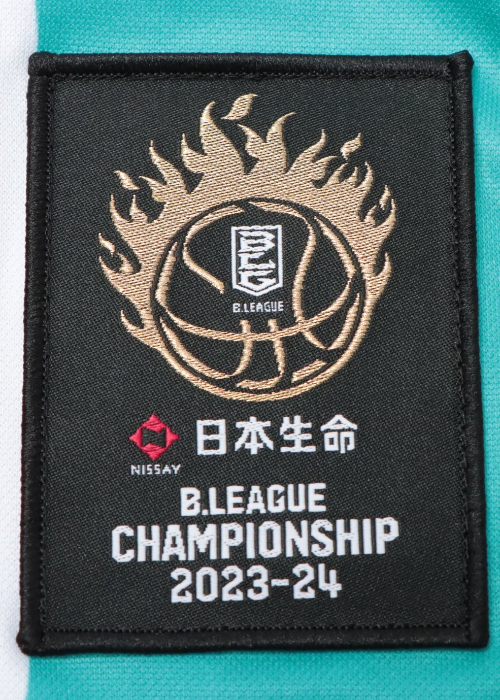 BLG
B.LEAGUE
日本生命
NISSAY
B.LEAGUE
CHAMPIONSHIP
2023-24